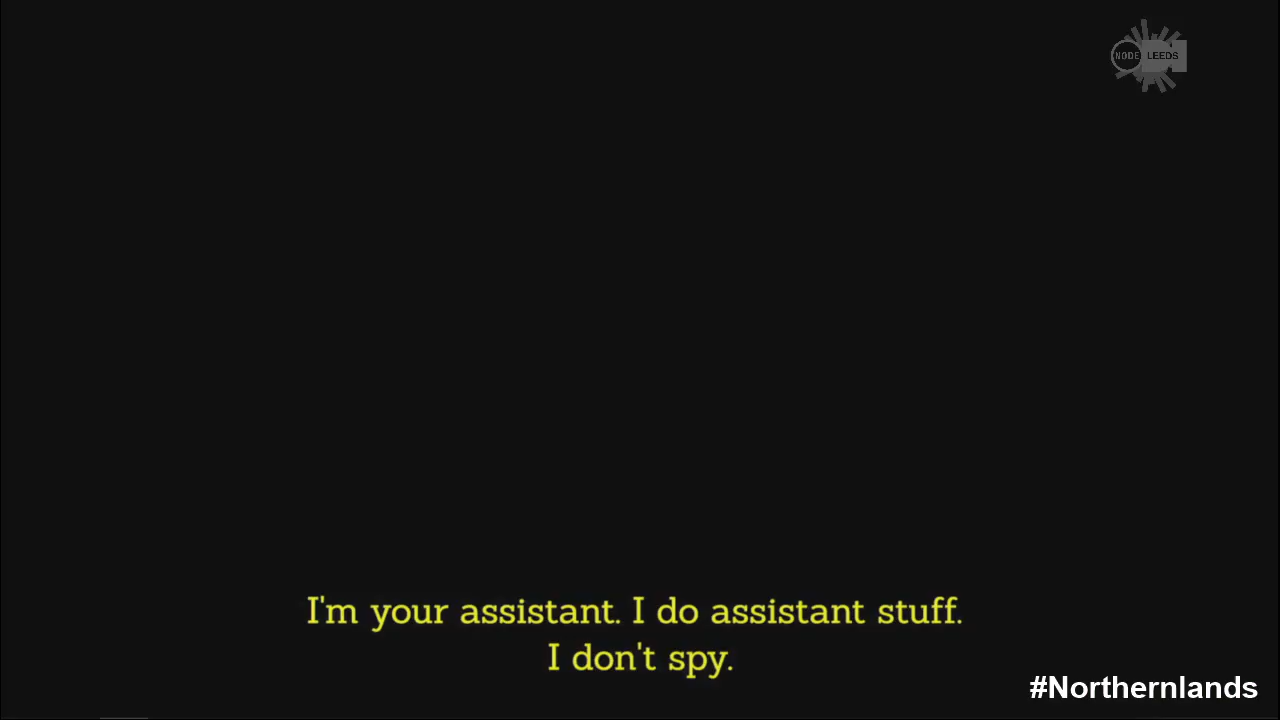 NODE LEEDS
I'm your assistant. I do assistant stuff.
I don't spy.
#Northernlands